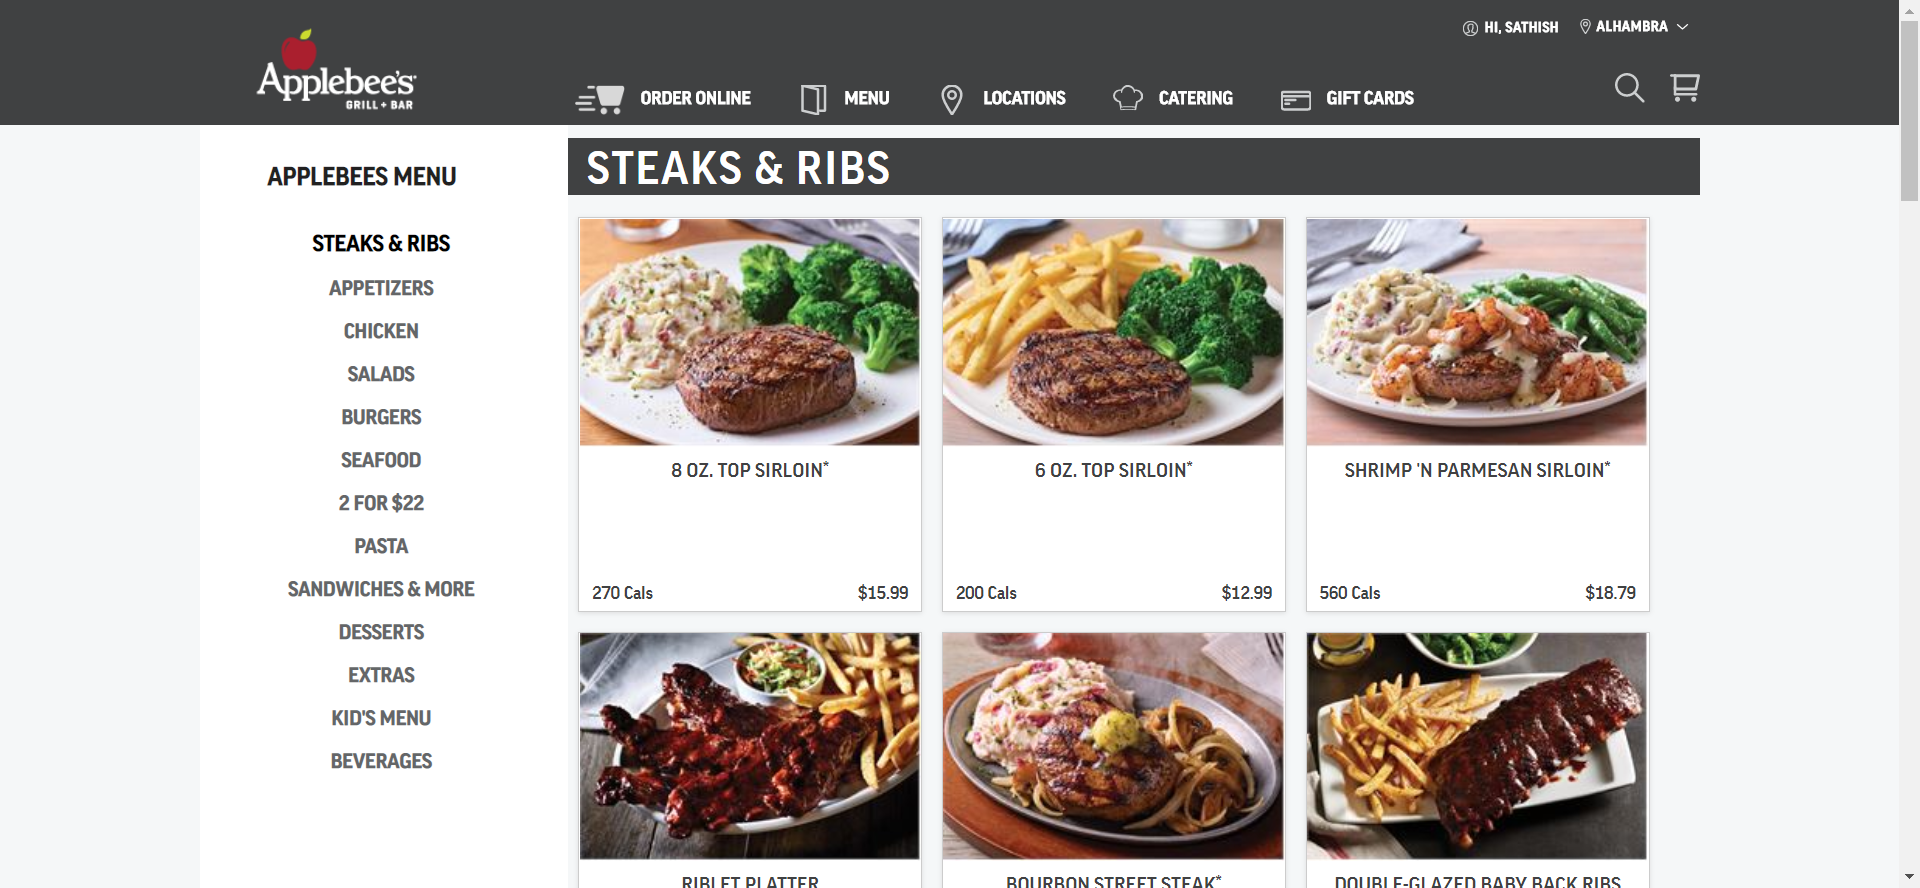 HI, SATHISH
ALHAMBRA
Applebee's
GRILL + BAR
ORDER ONLINE
MENU
LOCATIONS
CATERING
GIFT CARDS
APPLEBEES MENU
STEAKS & RIBS
APPETIZERS
CHICKEN
SALADS
BURGERS
SEAFOOD
2 FOR $22
PASTA
SANDWICHES & MORE
DESSERTS
EXTRAS
KID'S MENU
BEVERAGES
STEAKS & RIBS
8 OZ. TOP SIRLOIN*
270 Cals $15.99
6 OZ. TOP SIRLOIN*
200 Cals $12.99
SHRIMP 'N PARMESAN SIRLOIN*
560 Cals $18.79
RIBLET PLATTER
BOURBON STREET STEAK*
DOUBLE-GLAZED BABY BACK RIBS